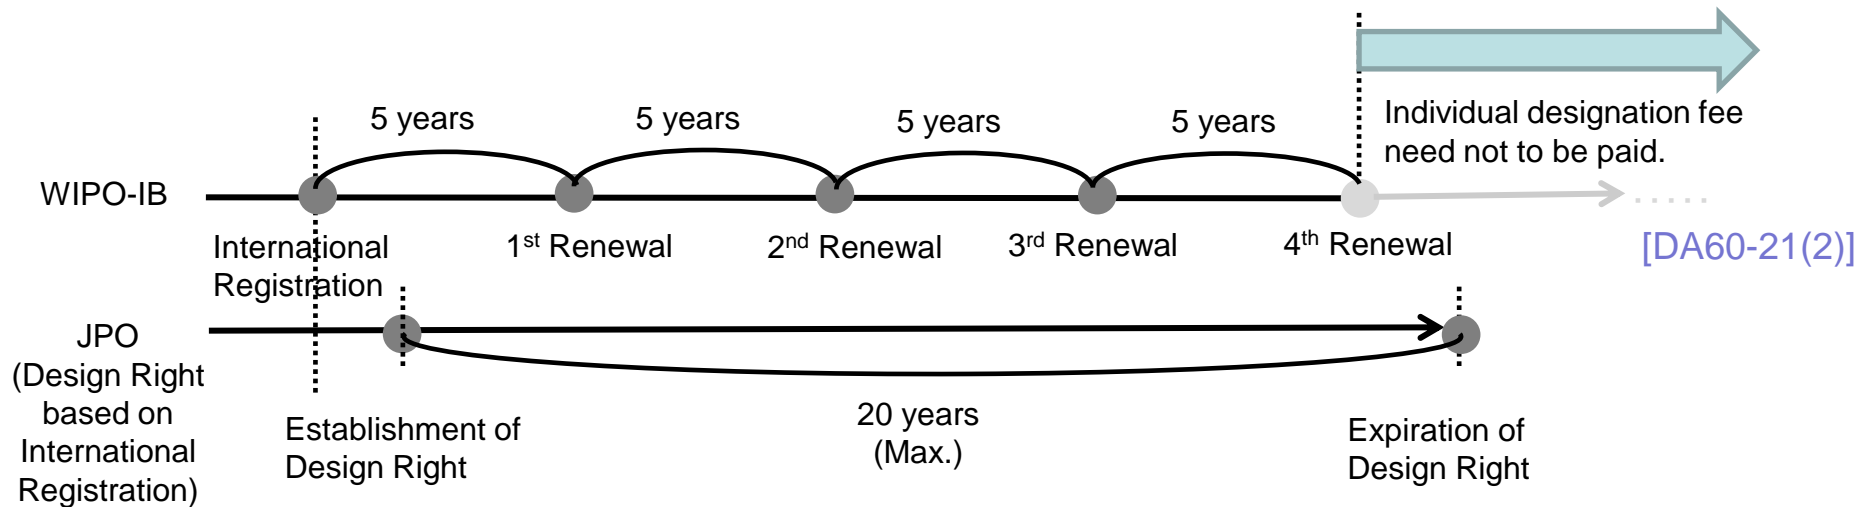 5 years
5 years
5 years
5 years
Individual designation fee
need not to be paid.
WIPO-IB
. . . . .
International
Registration
1st Renewal
2nd Renewal
3rd Renewal
4th Renewal
[DA60-21(2)]
JPO
(Design Right
based on
International
Registration)
Establishment of
Design Right
20 years
(Max.)
Expiration of
Design Right